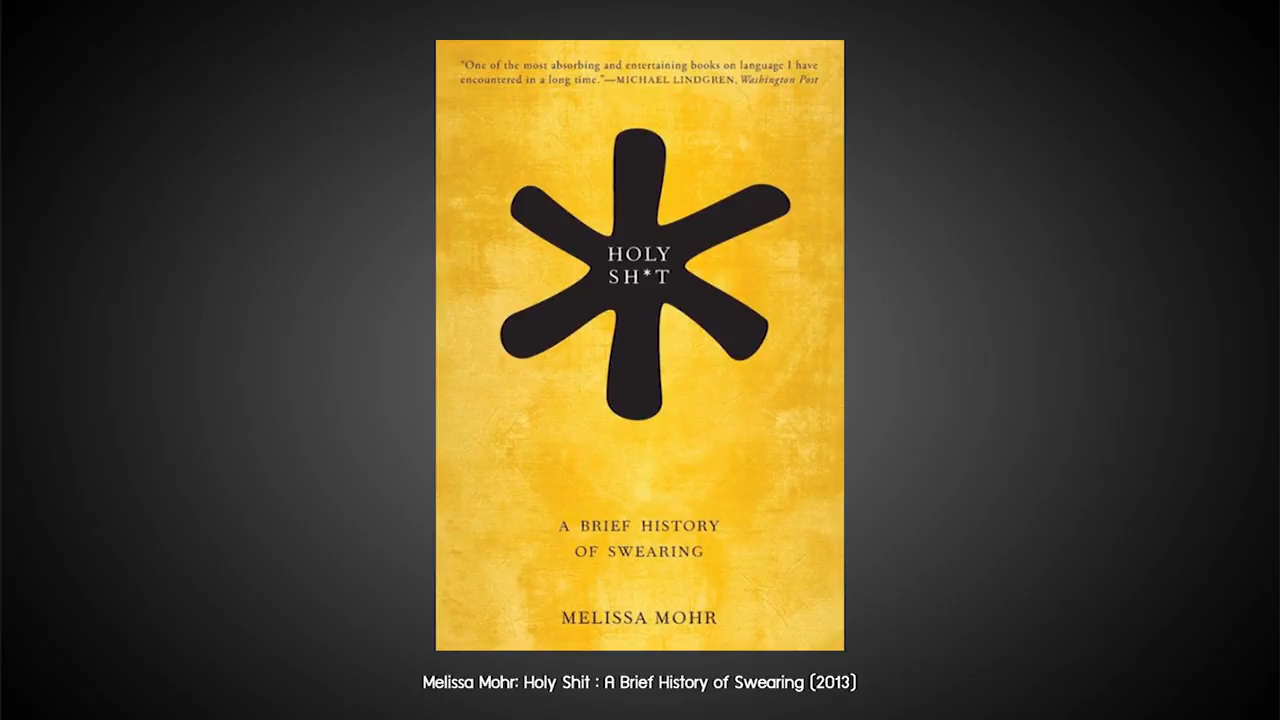 "One of the most absorbing and entertaining books on language I have
encountered in a long time."—MICHAEL LINDGREN, Washington Post
HOLY
SH*T
A BRIEF HISTORY
OF SWEARING
MELISSA MOHR
Melissa Mohr: Holy Shit : A Brief History of Swearing (2013)